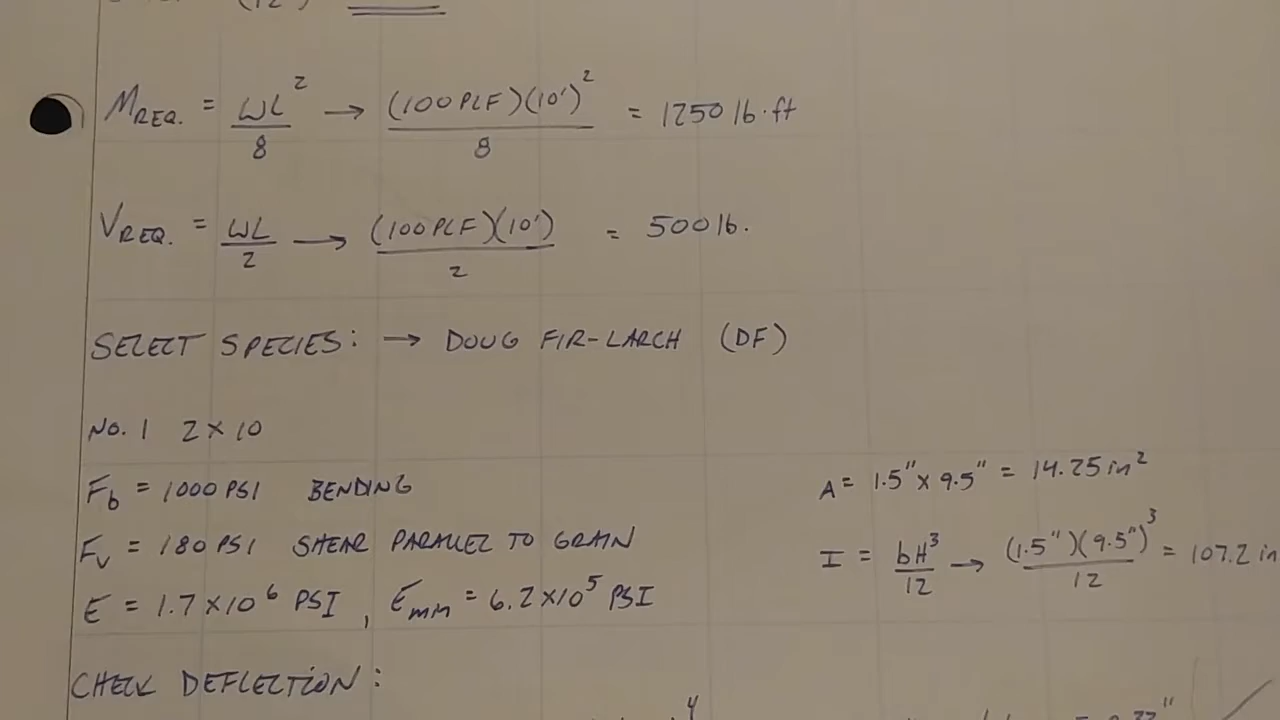 (12)
M_REQ. = WL²/8 → (100 PLF)(10')²/8 = 1250 lb·ft
V_REQ. = WL/2 → (100 PLF)(10')/2 = 500 lb.
SELECT SPECIES: → DOUG FIR-LARCH (DF)
NO. 1 2×10
F_b = 1000 PSI BENDING
A = 1.5" × 9.5" = 14.25 in²
F_v = 180 PSI SHEAR PARALLEL TO GRAIN
I = bH³/12 → (1.5")(9.5")³/12 = 107.2 in
E = 1.7×10⁶ PSI, E_min = 6.2×10⁵ PSI
CHECK DEFLECTION:
4